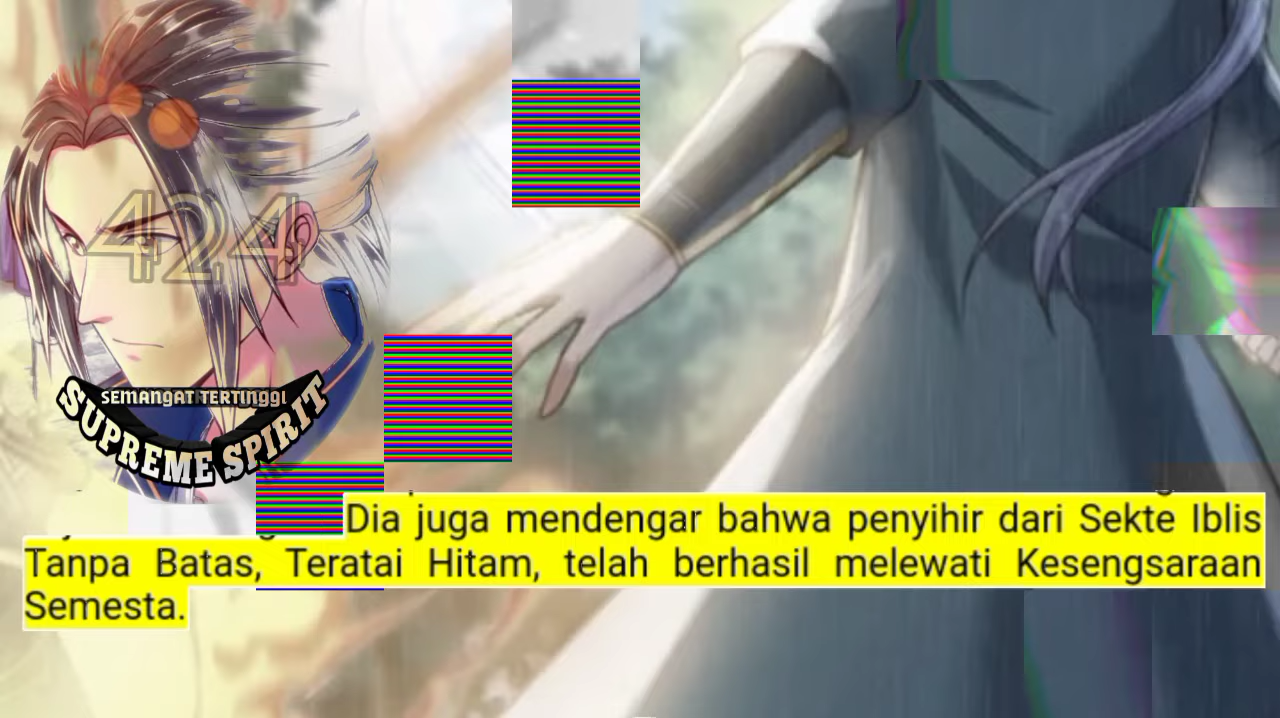 424
SEMANGAT TERTINGGI
SUPREME SPIRIT
Dia juga mendengar bahwa penyihir dari Sekte Iblis
Tanpa Batas, Teratai Hitam, telah berhasil melewati Kesengsaraan
Semesta.